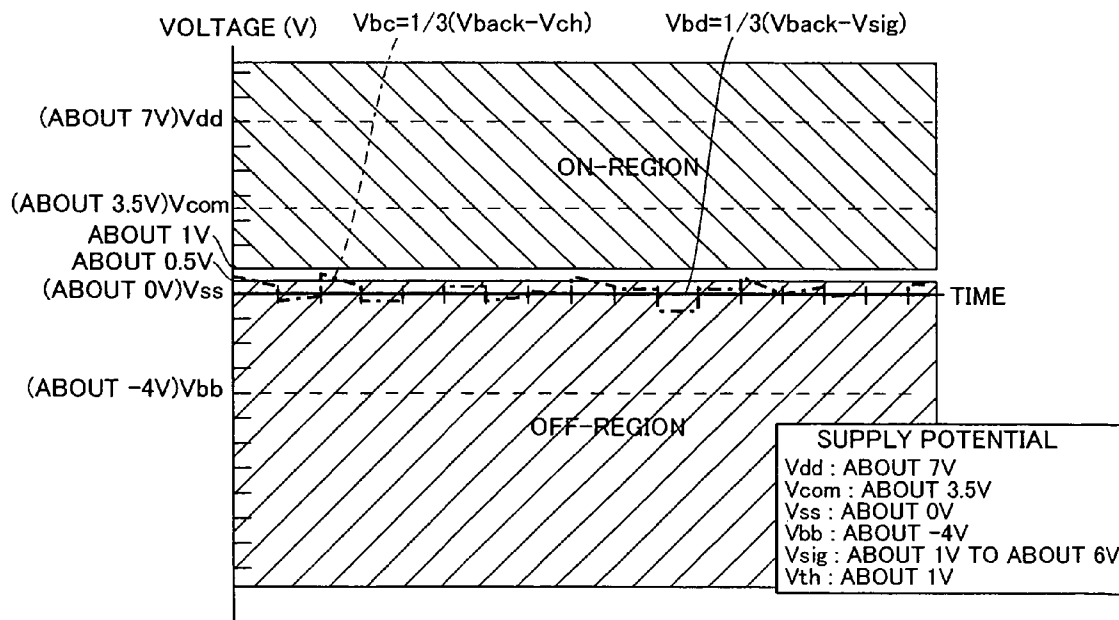 VOLTAGE (V)
Vbc=1/3(Vback-Vch)
Vbd=1/3(Vback-Vsig)
(ABOUT 7V)Vdd
ON-REGION
(ABOUT 3.5V)Vcom
ABOUT 1V
ABOUT 0.5V
(ABOUT 0V)Vss
TIME
(ABOUT -4V)Vbb
OFF-REGION
SUPPLY POTENTIAL
Vdd : ABOUT 7V
Vcom : ABOUT 3.5V
Vss : ABOUT 0V
Vbb : ABOUT -4V
Vsig : ABOUT 1V TO ABOUT 6V
Vth : ABOUT 1V